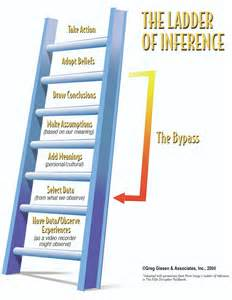 THE LADDER
OF INFERENCE
Take Action
Adopt Beliefs
Draw Conclusions
Make Assumptions
(based on our meaning)
Add Meanings
(personal/cultural)
Select Data
(from what we observe)
Have Data/Observe
Experiences
(as a video recorder
might observe)
The Bypass
©Greg Giesen & Associates, Inc., 2004